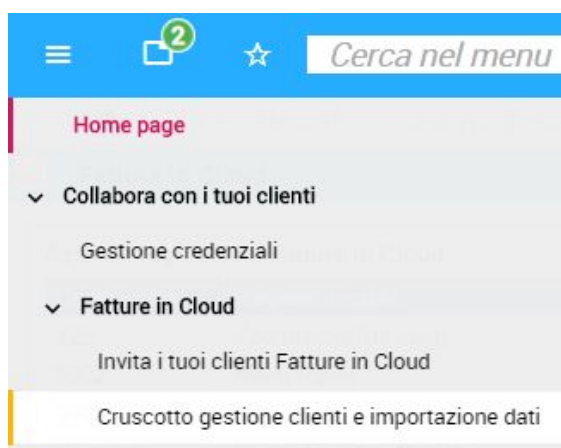 2
Cerca nel menu
Home page
Collabora con i tuoi clienti
Gestione credenziali
Fatture in Cloud
Invita i tuoi clienti Fatture in Cloud
Cruscotto gestione clienti e importazione dati